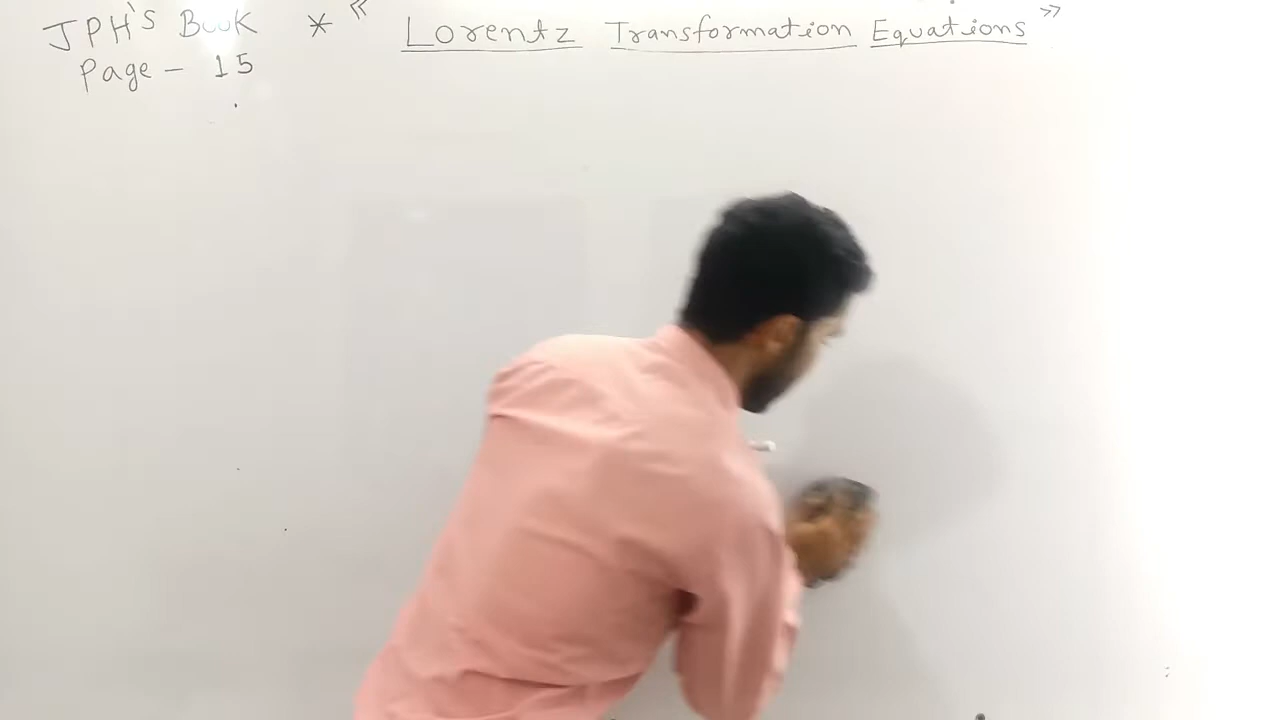 JPH's Book * " Lorentz Transformation Equations "
Page - 15